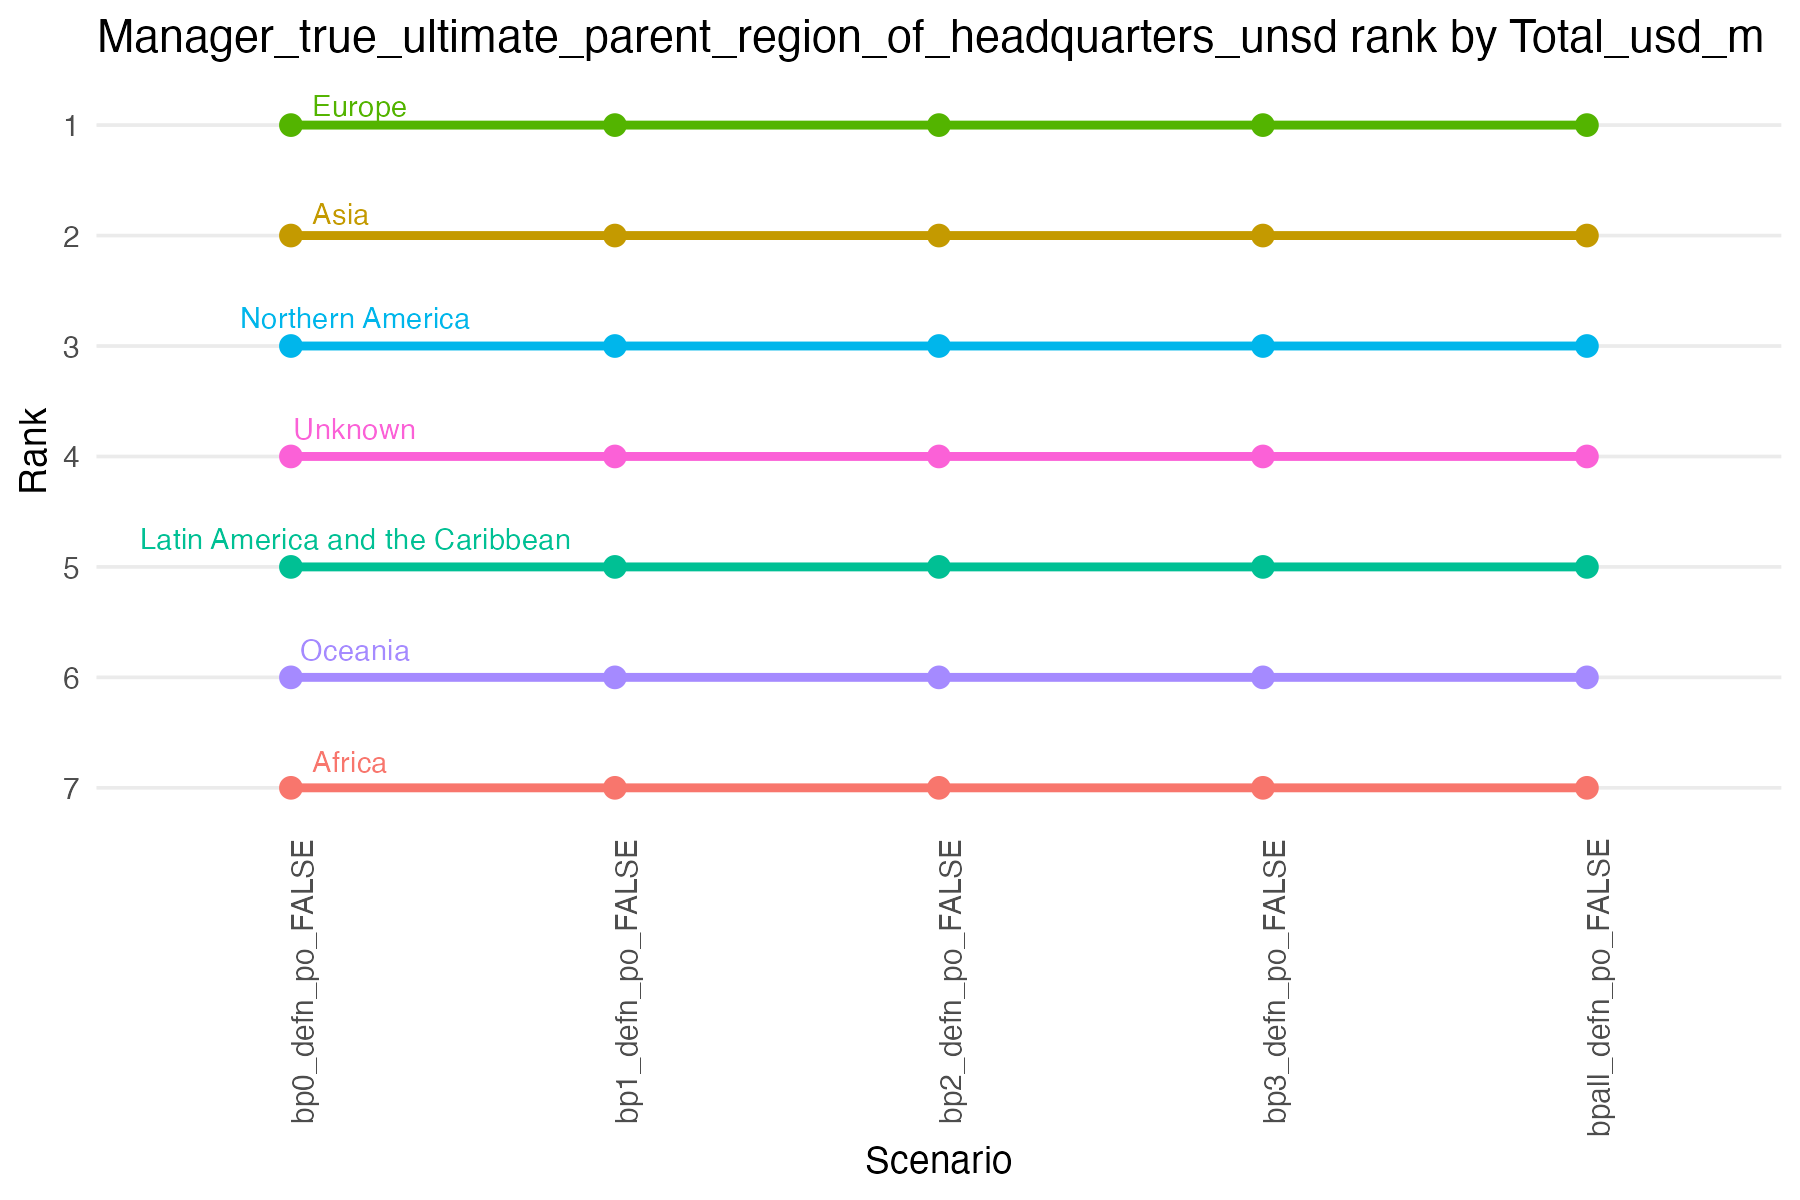 Manager_true_ultimate_parent_region_of_headquarters_unsd rank by Total_usd_m
Europe
1
Asia
2
Northern America
3
Unknown
4
Rank
Latin America and the Caribbean
5
Oceania
6
Africa
7
bp0_defn_po_FALSE
bp1_defn_po_FALSE
bp2_defn_po_FALSE
bp3_defn_po_FALSE
bpall_defn_po_FALSE
Scenario